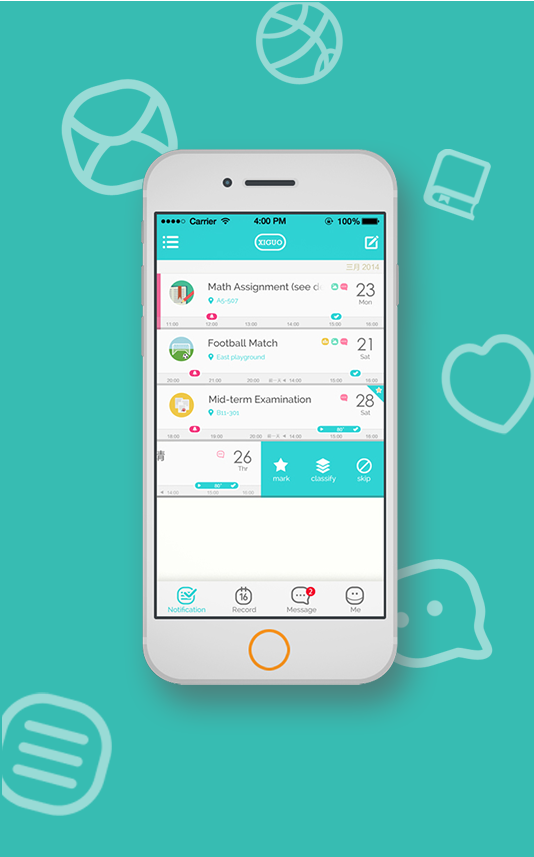 Carrier 4:00 PM 100%
XIGUO
三月 2014
Math Assignment (see d
23
A5-507
Mon
11:00 12:00 13:00 14:00 15:00 16:00
Football Match
21
East playground
Sat
20:00 21:00 20:00 14:00 15:00 16:00
Mid-term Examination
28
B11-301
Sat
80'
18:00 19:00 20:00 14:00 15:00 16:00
26
Thr
80'
14:00 15:00 16:00
mark classify skip
16
2
Notification Record Message Me